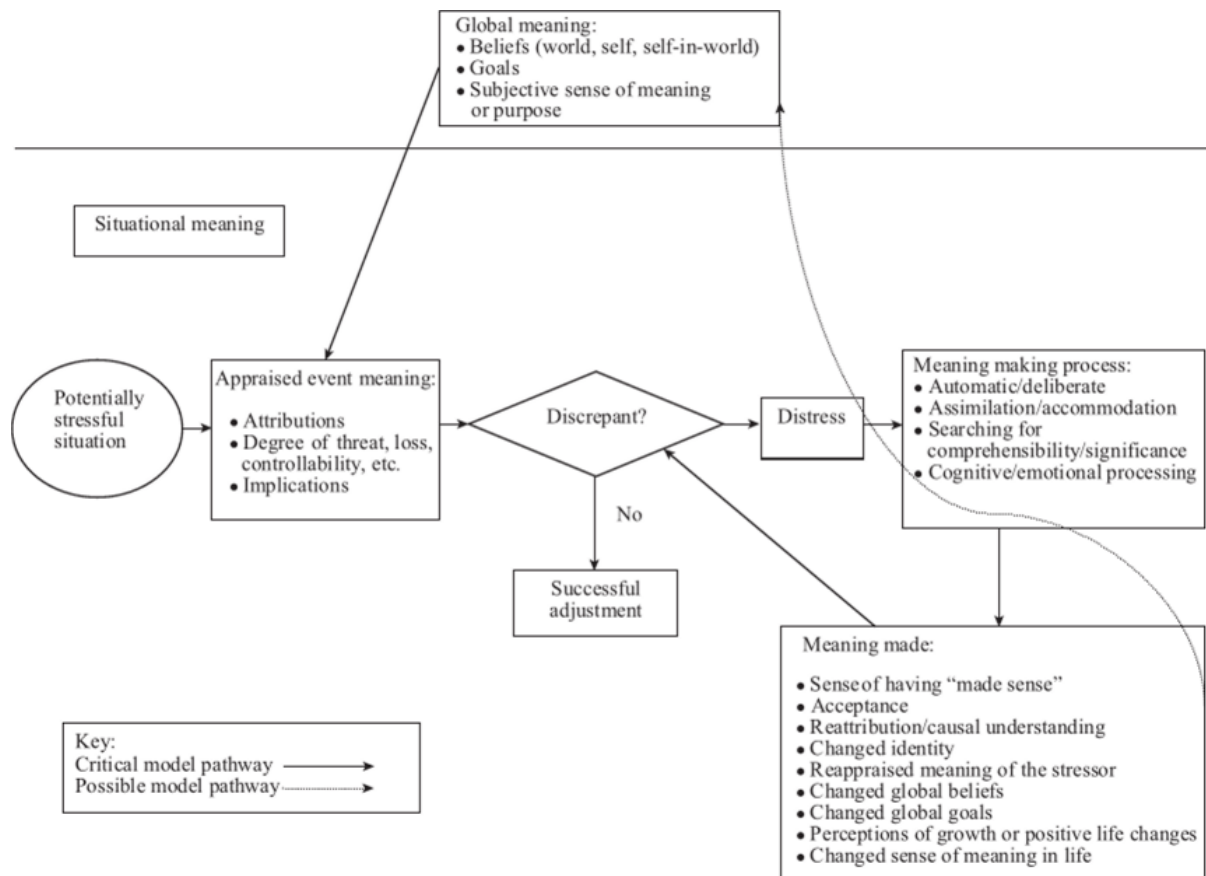 Global meaning:
● Beliefs (world, self, self-in-world)
● Goals
● Subjective sense of meaning
or purpose
Situational meaning
Potentially
stressful
situation
Appraised event meaning:
● Attributions
● Degree of threat, loss,
controllability, etc.
● Implications
Discrepant?
No
Successful
adjustment
Distress
Meaning making process:
● Automatic/deliberate
● Assimilation/accommodation
● Searching for
comprehensibility/significance
● Cognitive/emotional processing
Meaning made:
● Sense of having “made sense”
● Acceptance
● Reattribution/causal understanding
● Changed identity
● Reappraised meaning of the stressor
● Changed global beliefs
● Changed global goals
● Perceptions of growth or positive life changes
● Changed sense of meaning in life
Key:
Critical model pathway
Possible model pathway